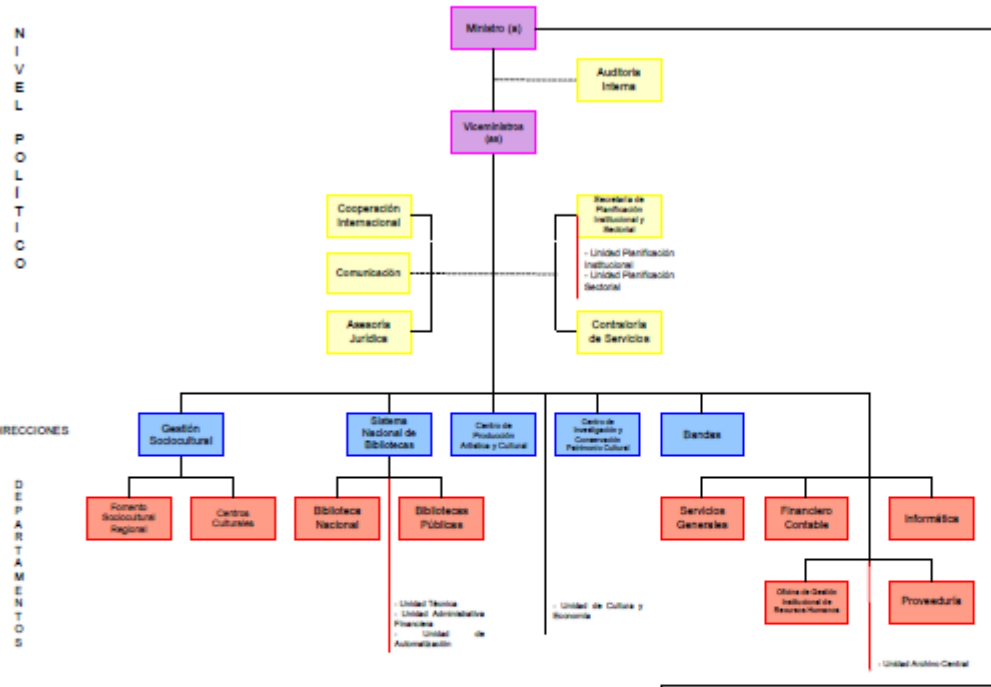 NIVEL POLÍTICO
Ministro (a)
Auditoría
Interna
Viceministros
(as)
Cooperación
Internacional
Secretaría de
Planificación
Institucional y
Sectorial
- Unidad Planificación
Institucional
- Unidad Planificación
Sectorial
Comunicación
Asesoría
Jurídica
Contraloría
de Servicios
IRECCIONES
Gestión
Sociocultural
Sistema
Nacional de
Bibliotecas
Centro de
Producción
Artística y Cultural
Centro de
Investigación y
Conservación
Patrimonio Cultural
Bandas
DEPARTAMENTOS
Fomento
Sociocultural
Regional
Centros
Culturales
Biblioteca
Nacional
Bibliotecas
Públicas
Servicios
Generales
Financiero
Contable
Informática
Oficina de Gestión
Institucional de
Recursos Humanos
Proveeduría
- Unidad Técnica
- Unidad Administrativa
Financiera
- Unidad de
Automatización
- Unidad de Cultura y
Economía
- Unidad Archivo Central